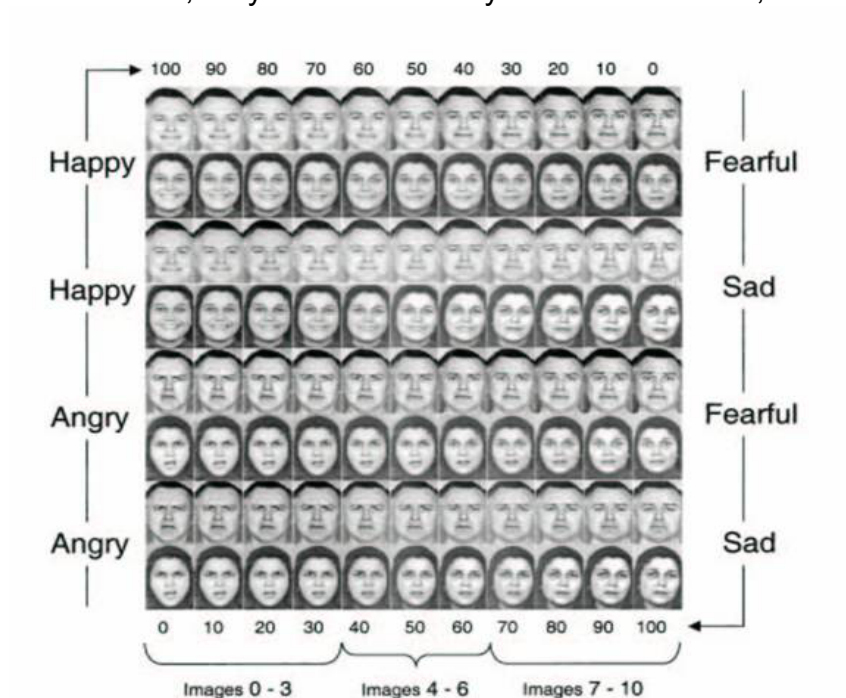 100 90 80 70 60 50 40 30 20 10 0
Happy Fearful
Happy Sad
Angry Fearful
Angry Sad
0 10 20 30 40 50 60 70 80 90 100
Images 0 - 3 Images 4 - 6 Images 7 - 10